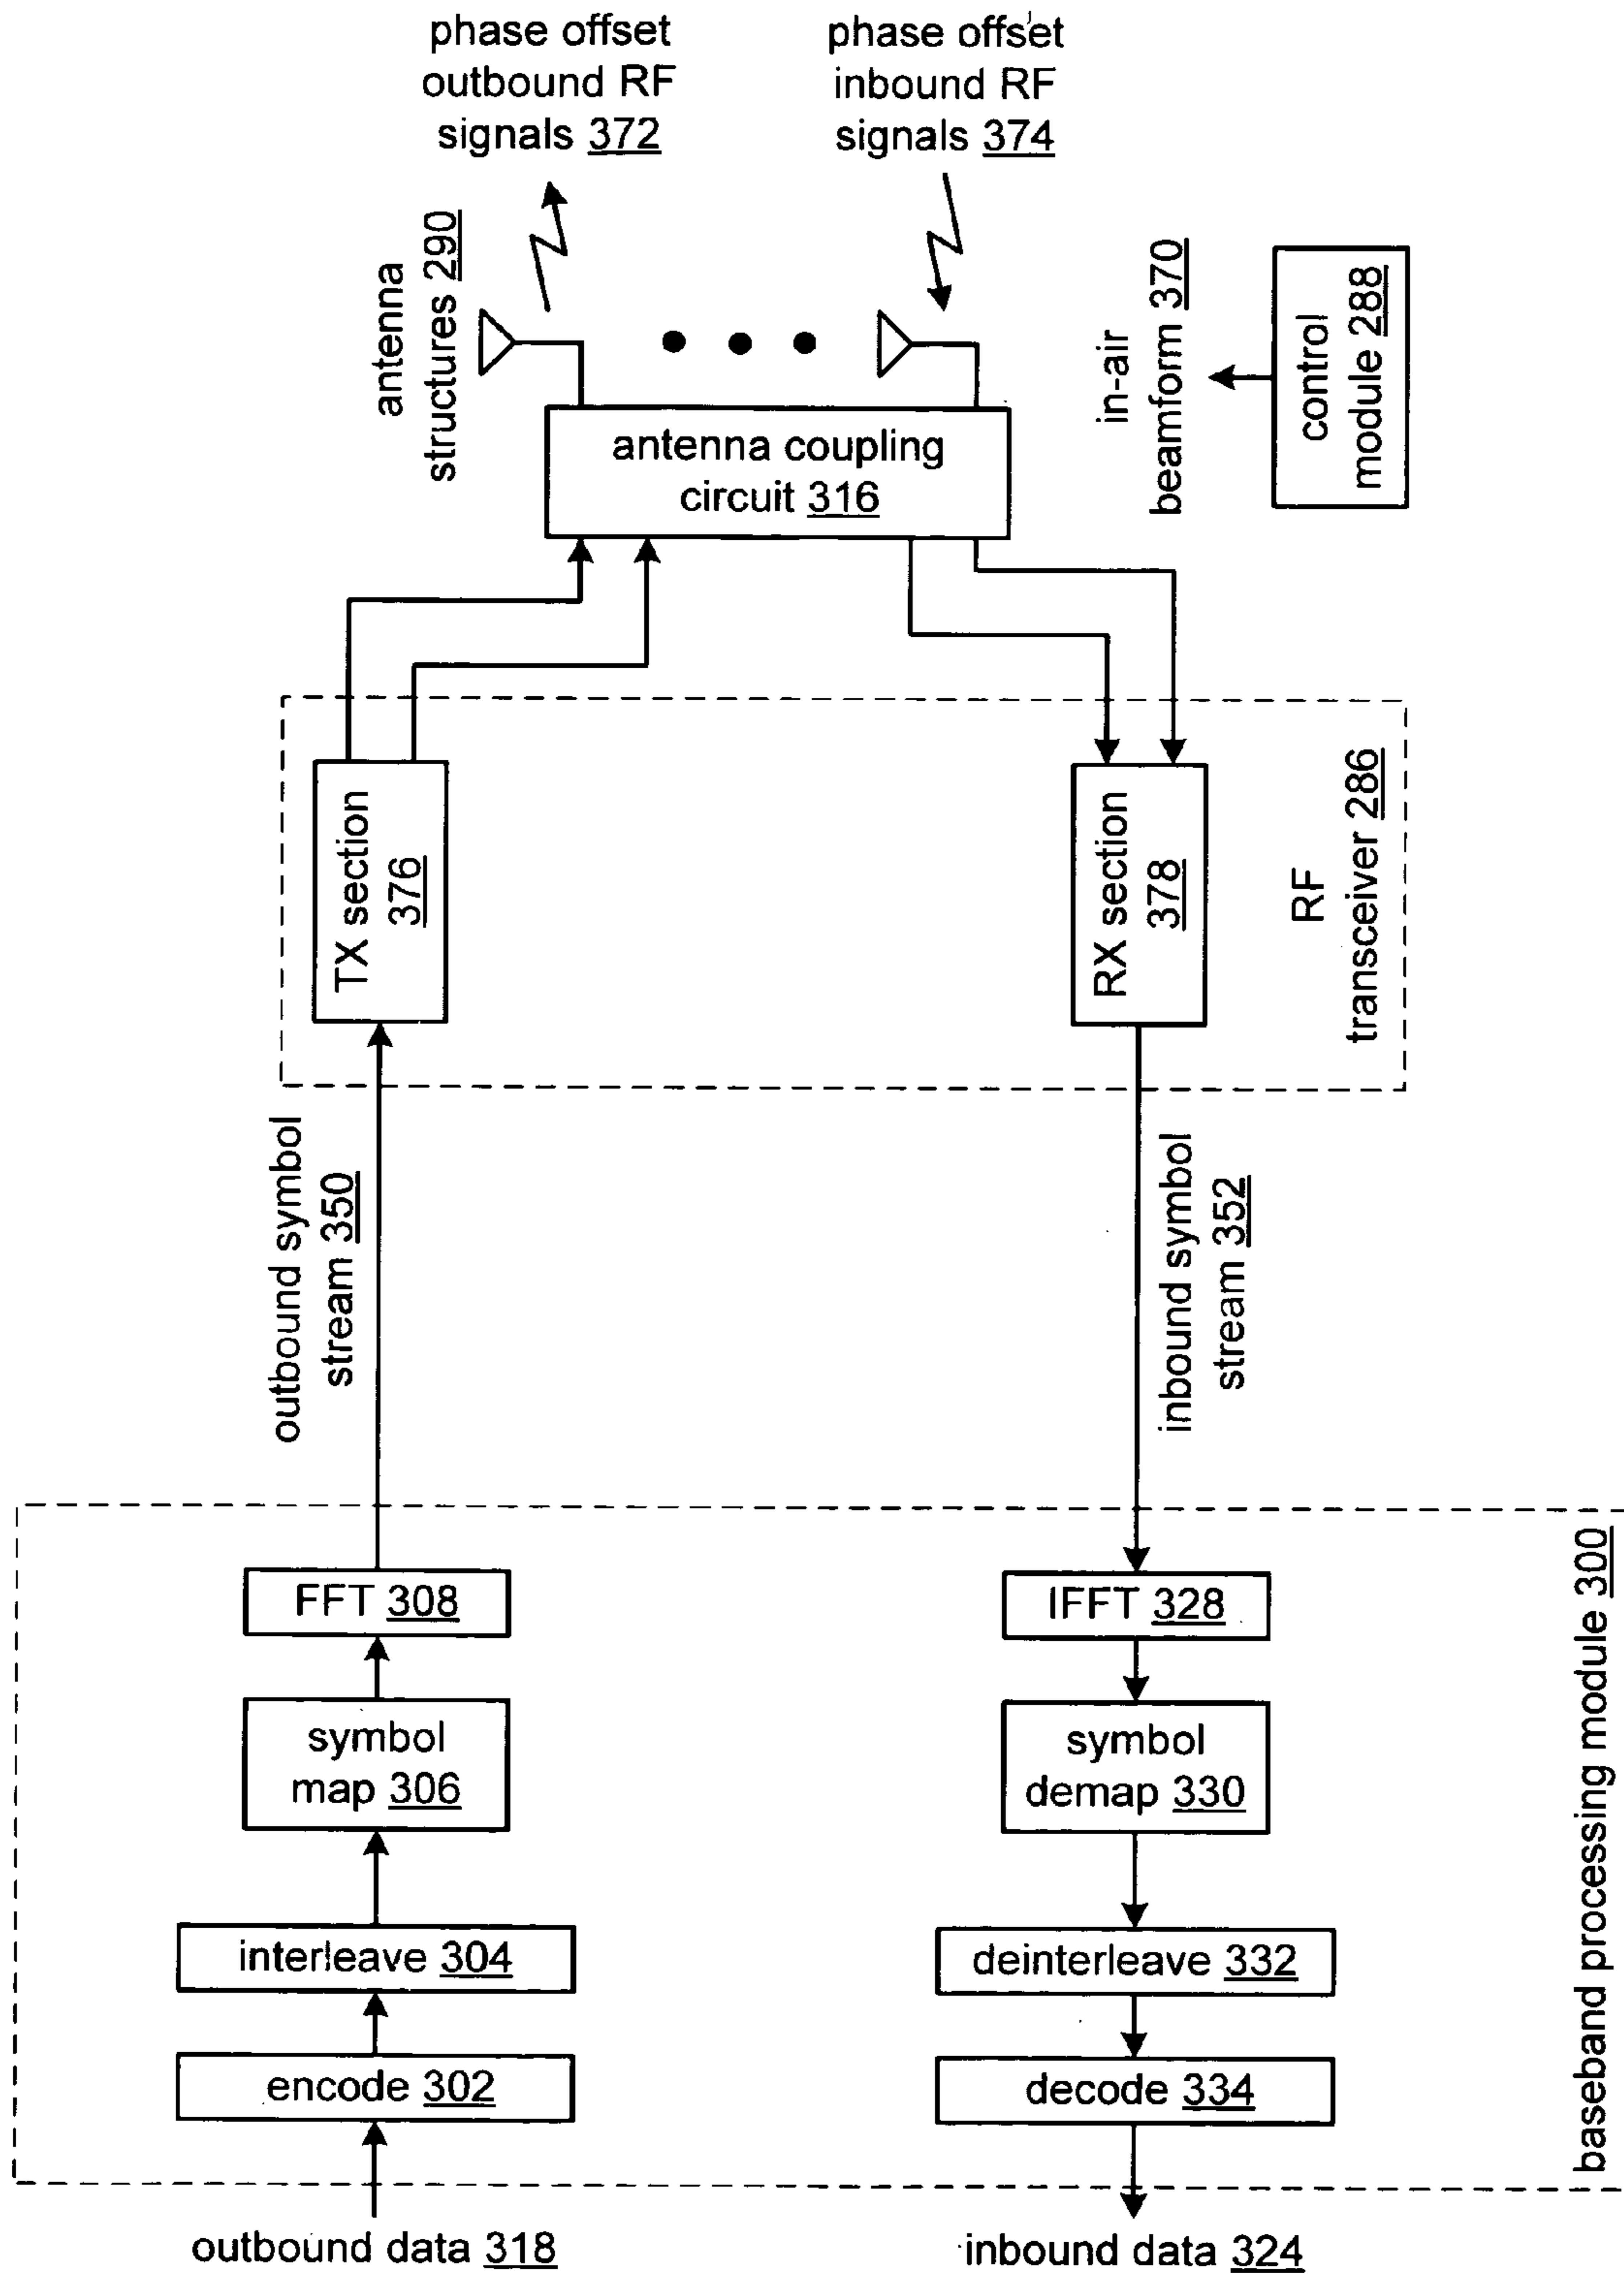 phase offset
outbound RF
signals 372
phase offset
inbound RF
signals 374
antenna
structures 290
in-air
beamform 370
control
module 288
antenna coupling
circuit 316
TX section
376
RX section
378
RF
transceiver 286
outbound symbol
stream 350
inbound symbol
stream 352
FFT 308
IFFT 328
symbol
map 306
symbol
demap 330
interleave 304
deinterleave 332
encode 302
decode 334
baseband processing module 300
outbound data 318
inbound data 324